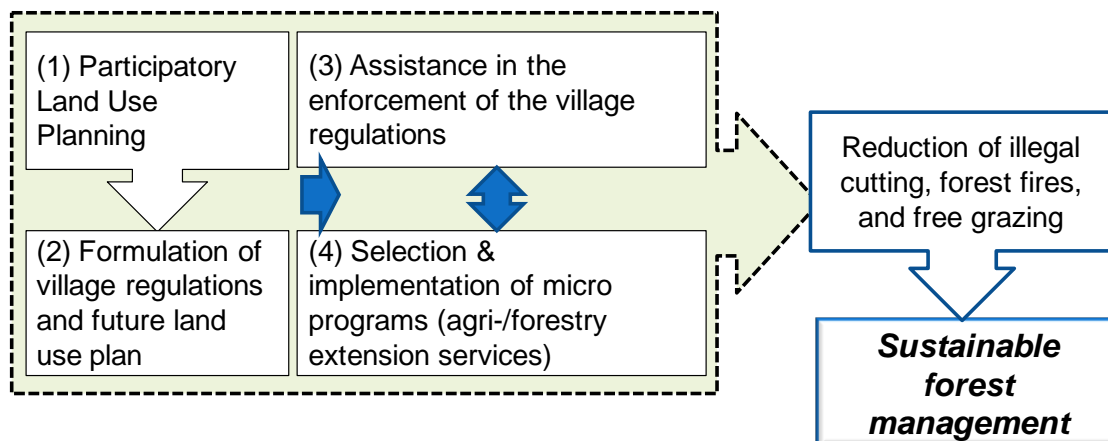 (1) Participatory
Land Use
Planning
(2) Formulation of
village regulations
and future land
use plan
(3) Assistance in the
enforcement of the village
regulations
(4) Selection &
implementation of micro
programs (agri-/forestry
extension services)
Reduction of illegal
cutting, forest fires,
and free grazing
Sustainable
forest
management